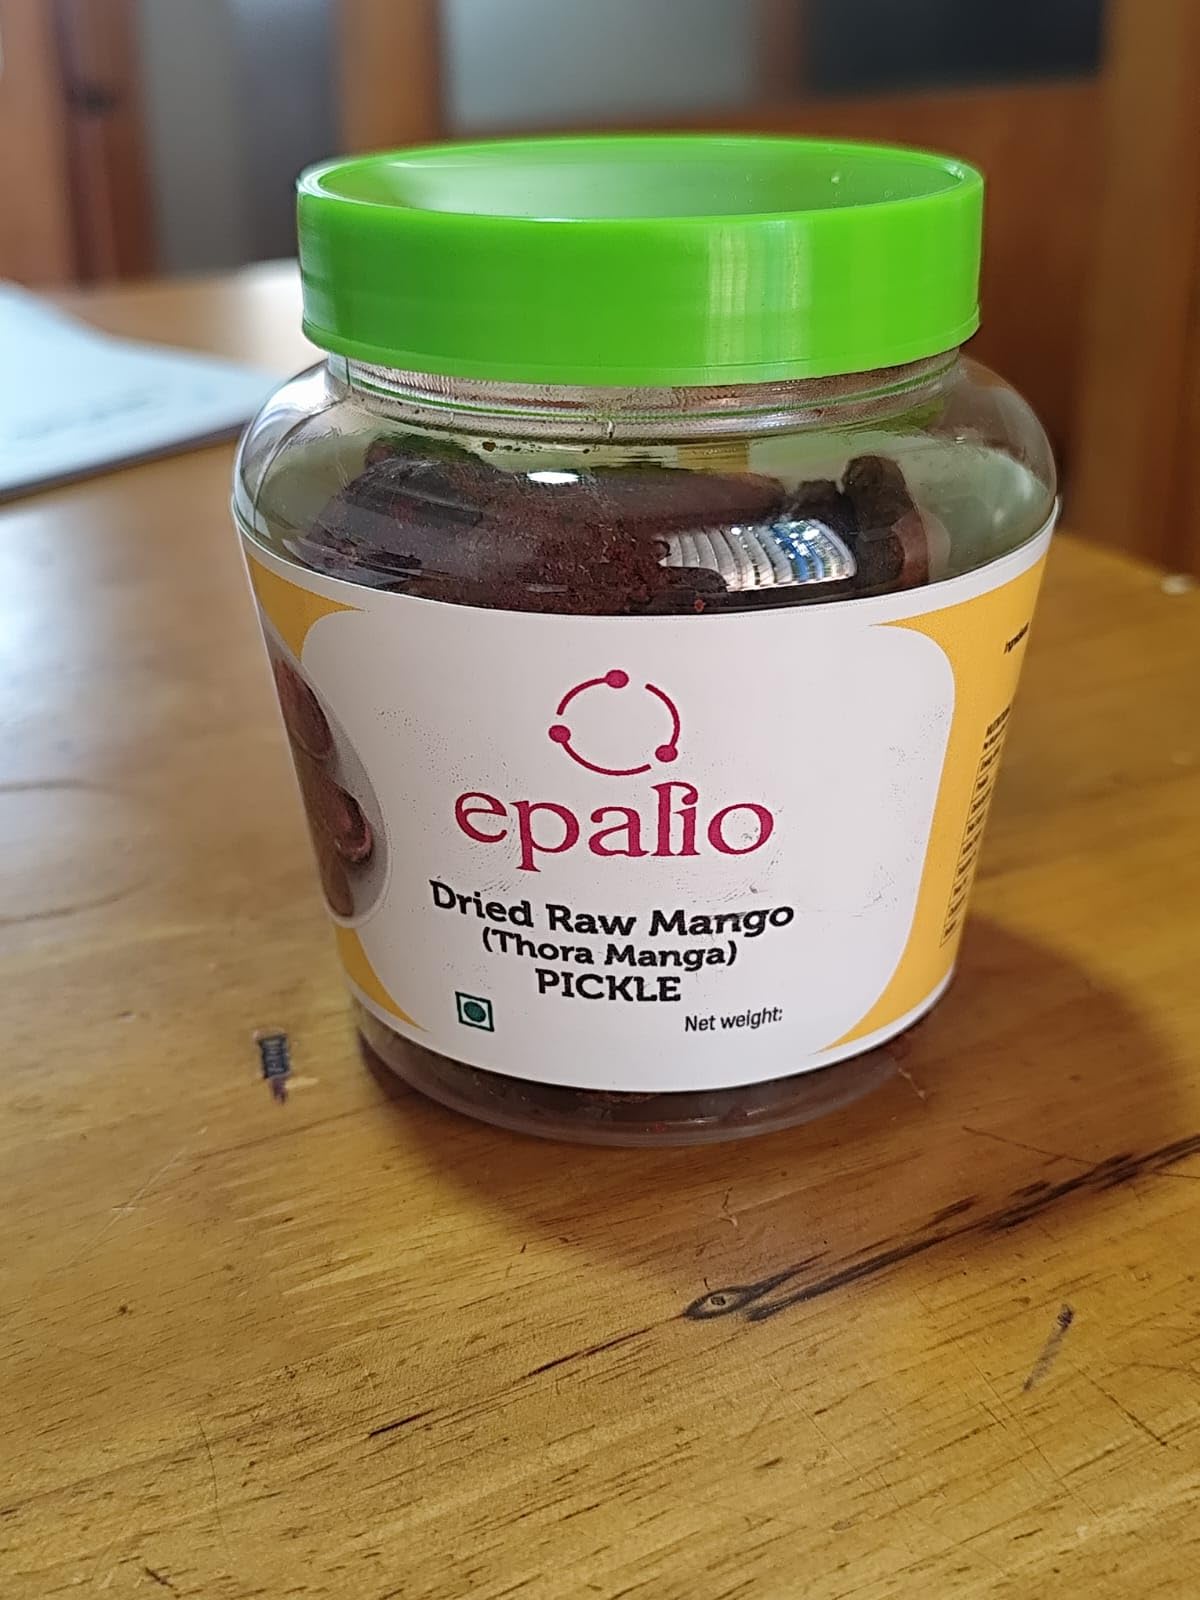 epalio
Dried Raw Mango
(Thora Manga)
PICKLE
Net weight: